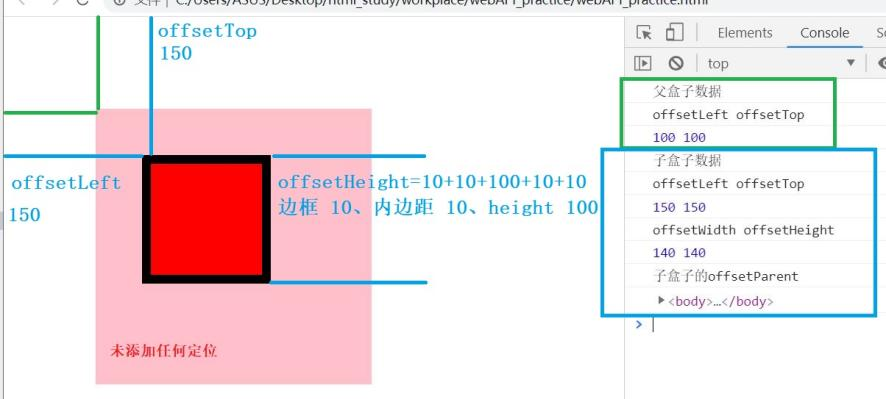 文件 | C:/Users/ASUS/Desktop/html_study/workplace/webAPI_practice/webAPI_practice.html
offsetTop
150
offsetLeft
150
offsetHeight=10+10+100+10+10
边框 10、内边距 10、height 100
未添加任何定位
Elements Console
top
父盒子数据
offsetLeft offsetTop
100 100
子盒子数据
offsetLeft offsetTop
150 150
offsetWidth offsetHeight
140 140
子盒子的offsetParent
<body>…</body>